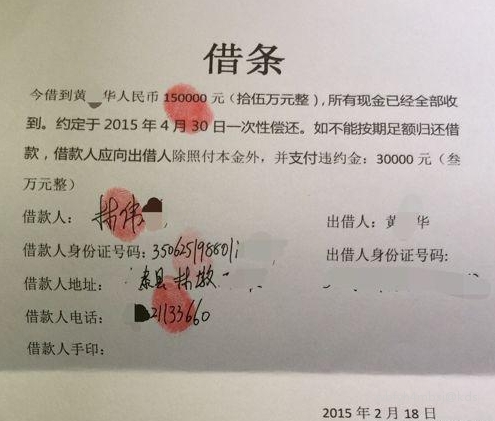 借条
今借到黄 华人民币 150000 元（拾伍万元整），所有现金已经全部收
到。约定于 2015 年 4 月 30 日一次性偿还。如不能按期足额归还借
款，借款人应向出借人除照付本金外，并支付违约金：30000 元（叁
万元整）
借款人：林伟 出借人：黄 华
借款人身份证号码：350625198801 出借人身份证号码：
借款人地址： 县林墩
借款人电话： 21133660
借款人手印：
2015 年 2 月 18 日